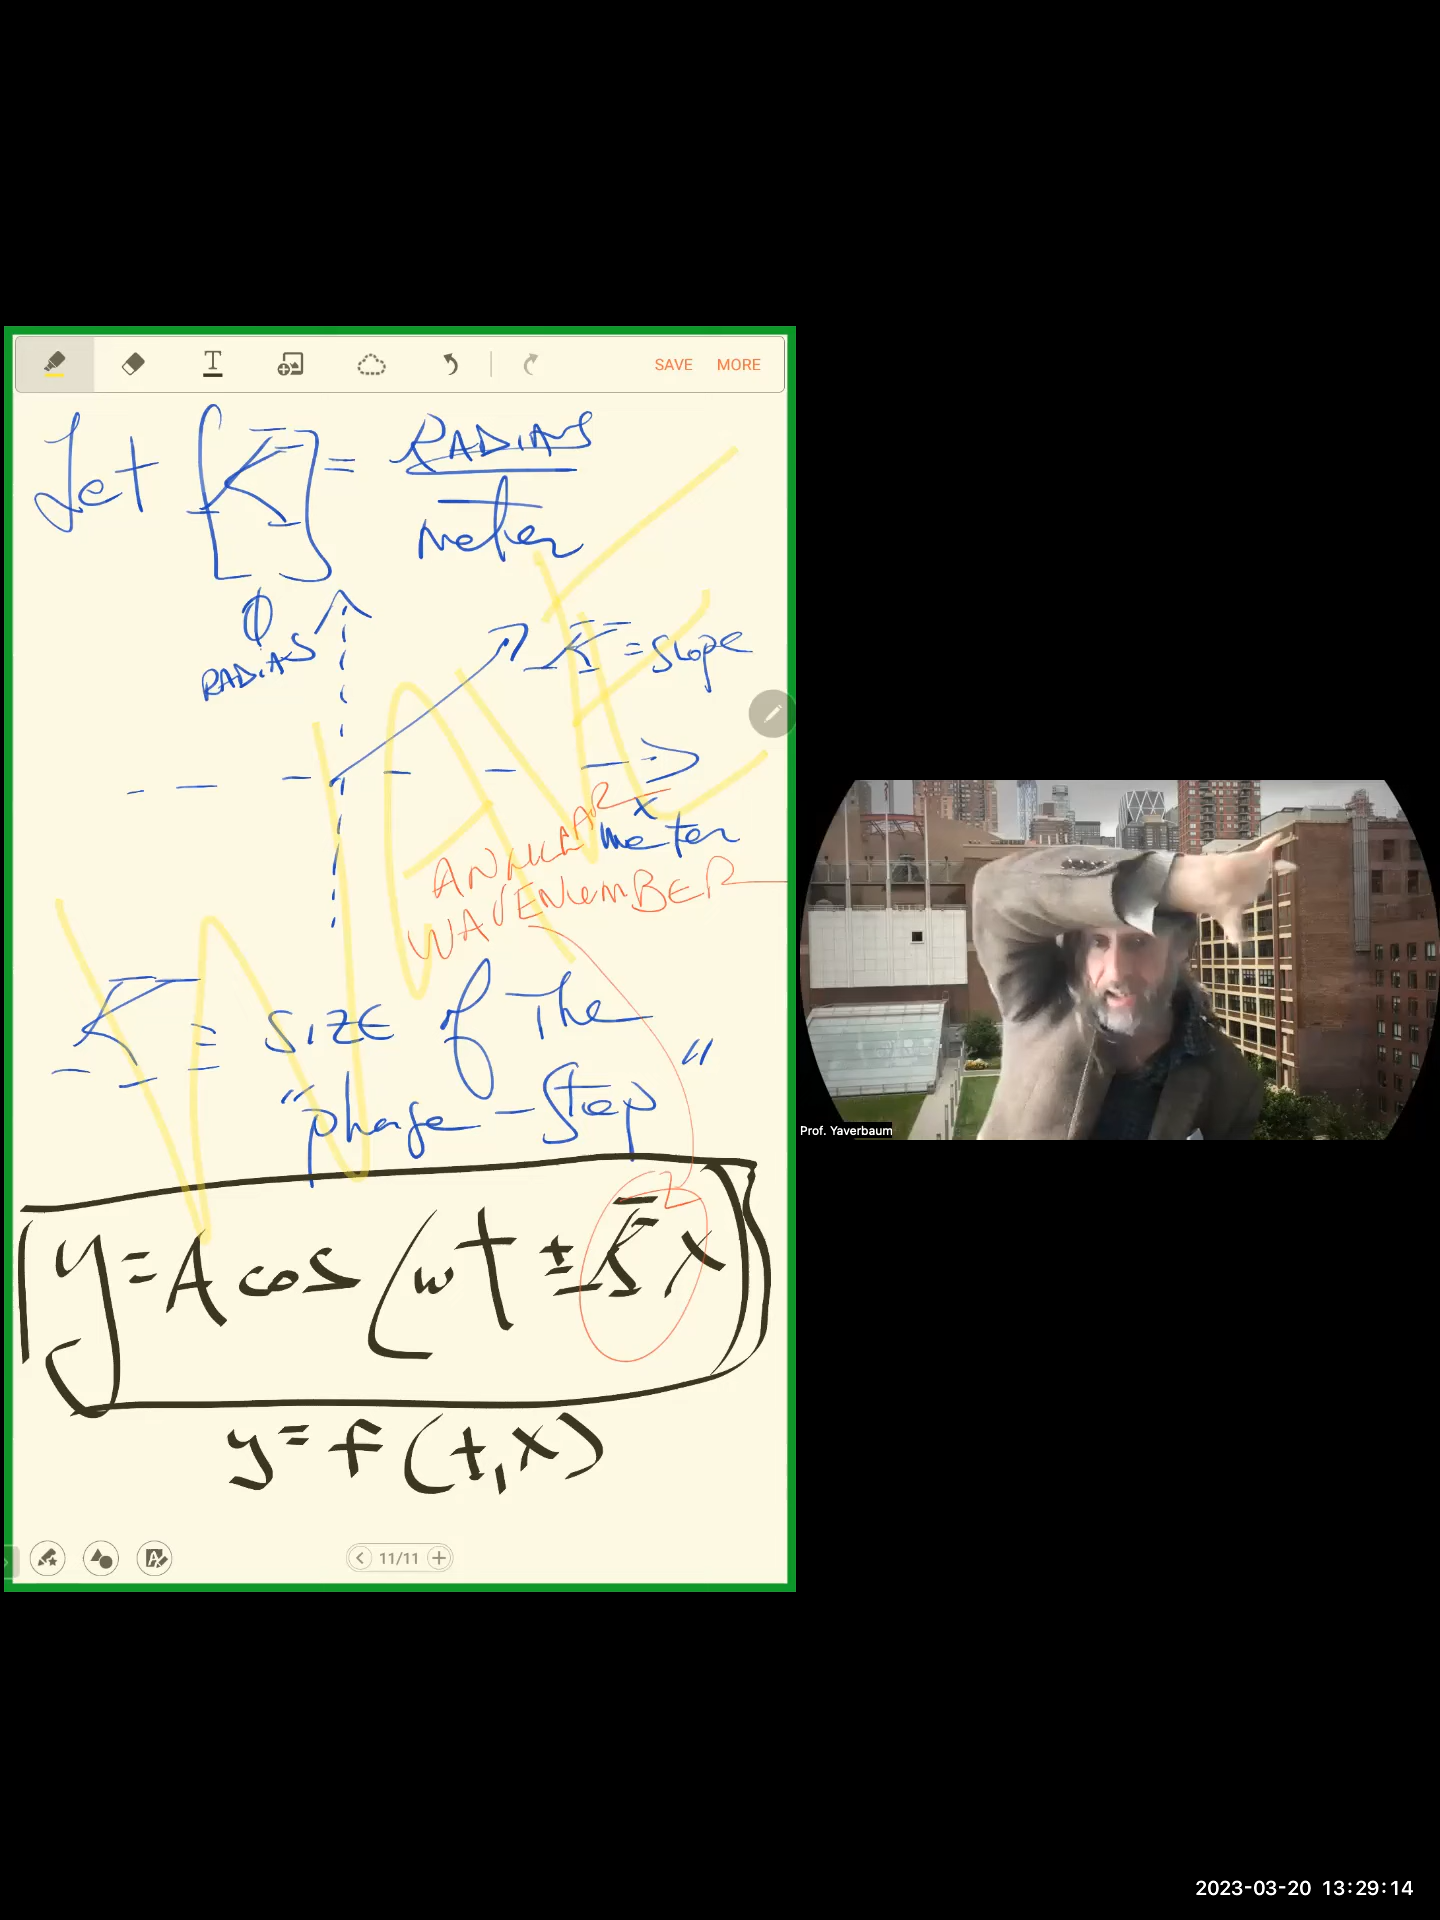 SAVE MORE
Let [K] = RADIANS
meter
φ
RADIANS
K = slope
x
meter
ANGULAR
WAVENUMBER
WAVE
K ≡ SIZE of The
"phase-step"
y = A cos (ωt ± Kx)
y = f(t,x)
11/11
Prof. Yaverbaum
2023-03-20 13:29:14